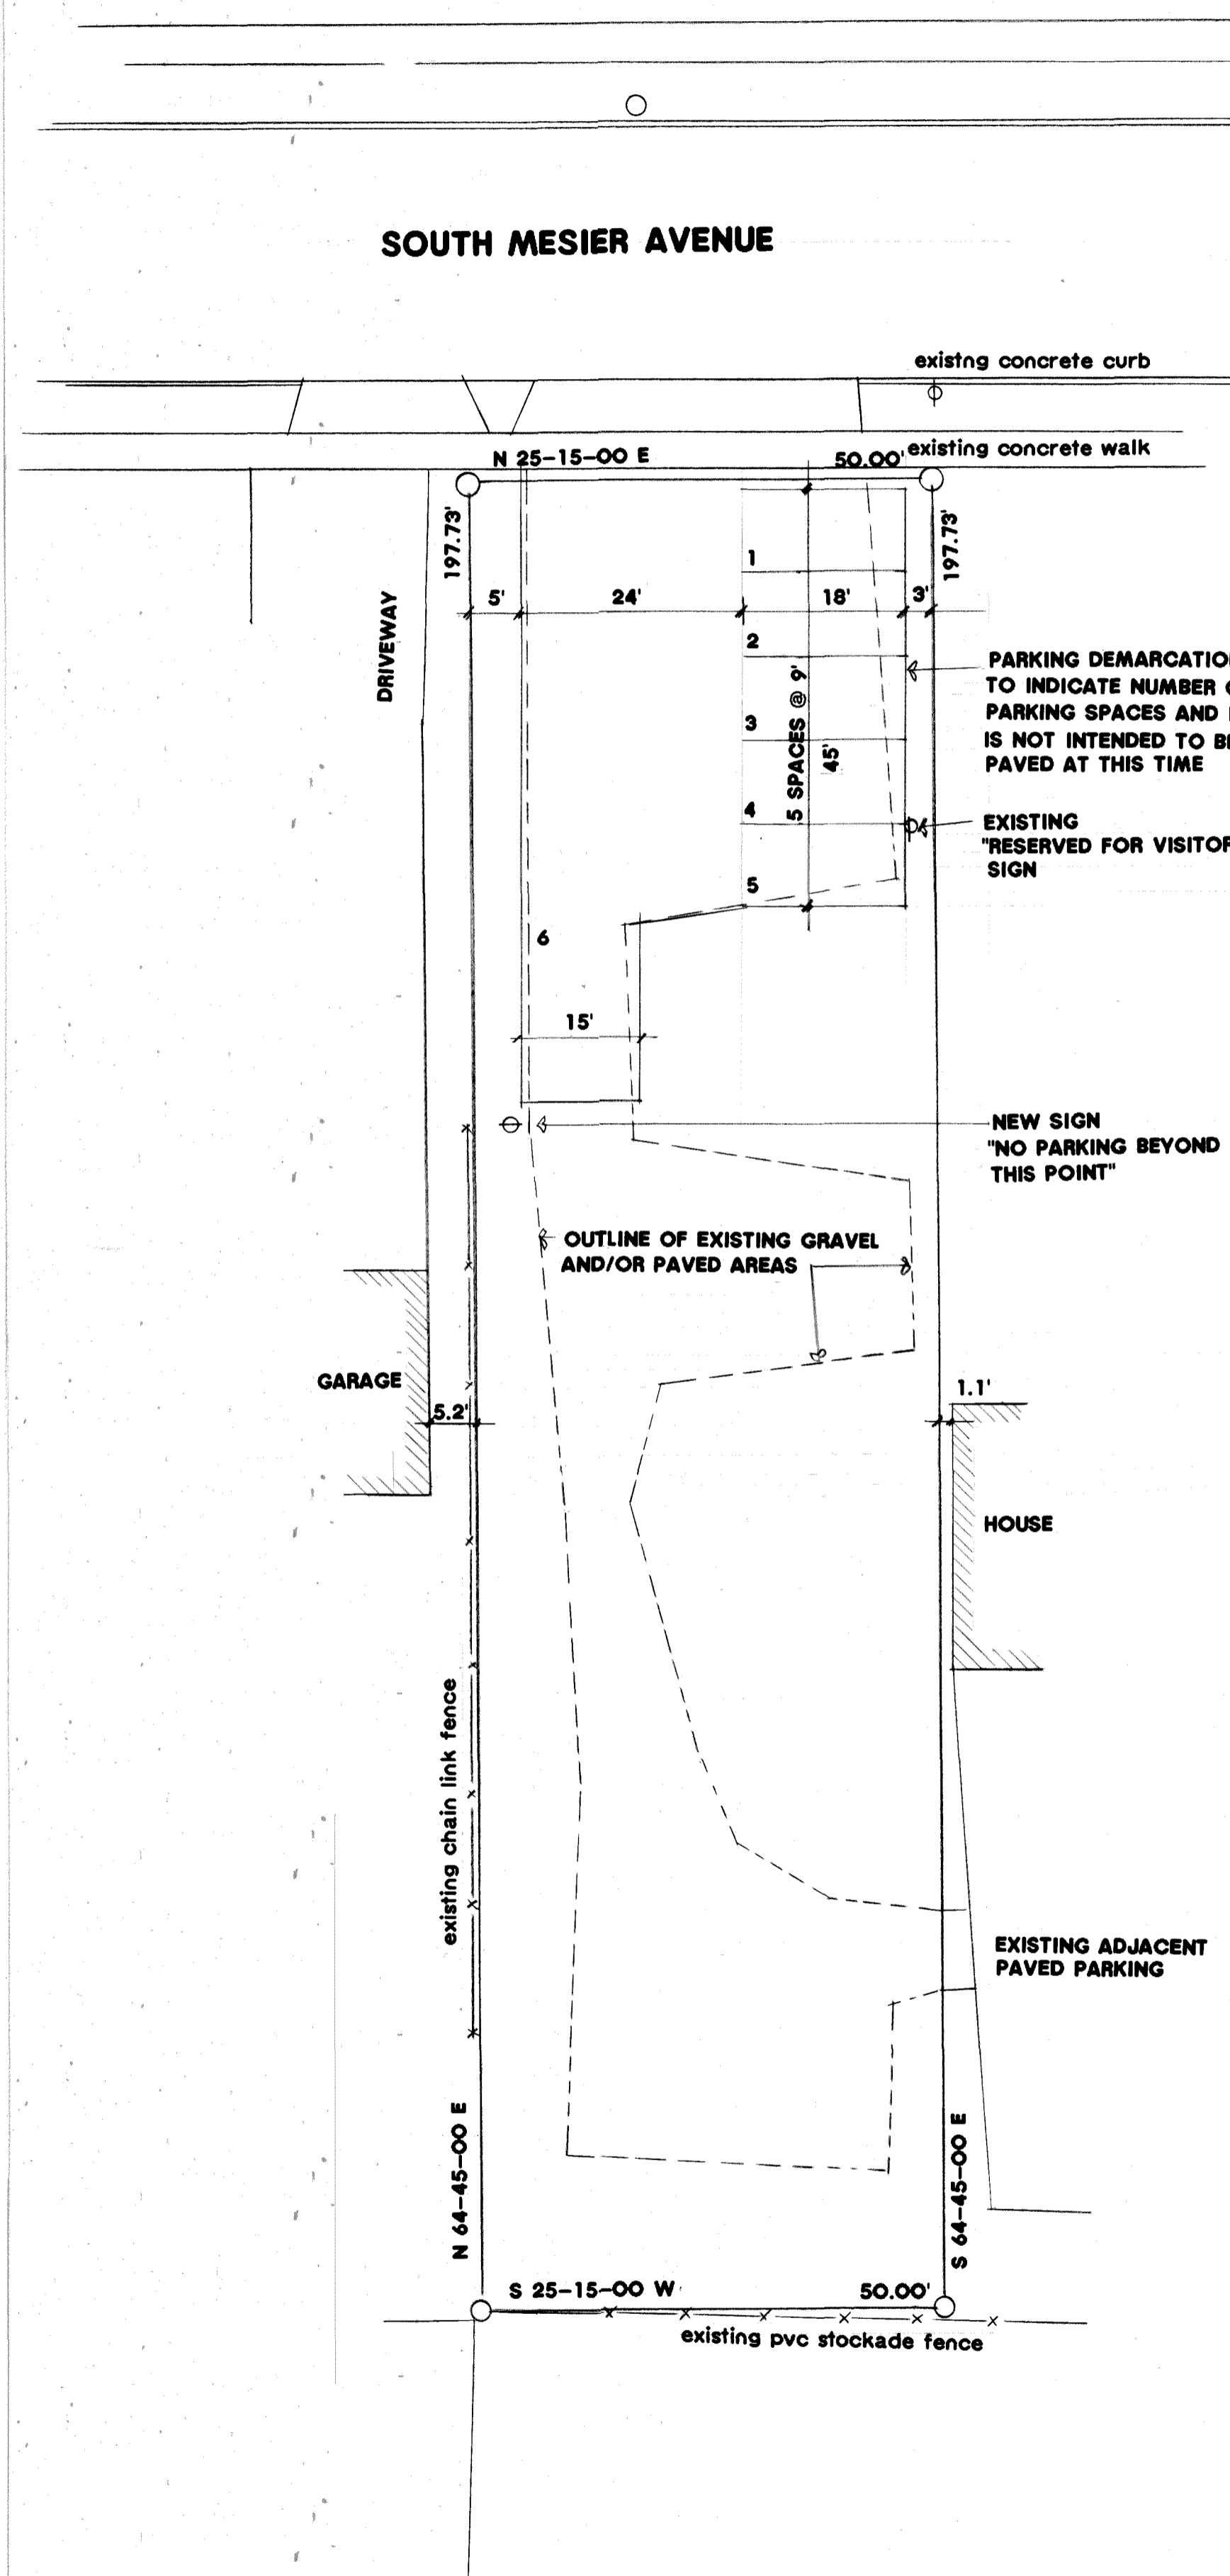 SOUTH MESIER AVENUE
existng concrete curb
existing concrete walk
N 25-15-00 E
50.00'
197.73'
197.73'
DRIVEWAY
5'
24'
18'
3'
1
2
3
4
5
6
5 SPACES @ 9'
45'
PARKING DEMARCATIO
TO INDICATE NUMBER
PARKING SPACES AND
IS NOT INTENDED TO B
PAVED AT THIS TIME
EXISTING
"RESERVED FOR VISITOR
SIGN
15'
NEW SIGN
"NO PARKING BEYOND
THIS POINT"
OUTLINE OF EXISTING GRAVEL
AND/OR PAVED AREAS
GARAGE
5.2'
1.1'
HOUSE
existing chain link fence
EXISTING ADJACENT
PAVED PARKING
N 64-45-00 E
S 64-45-00 E
S 25-15-00 W
50.00'
existing pvc stockade fence